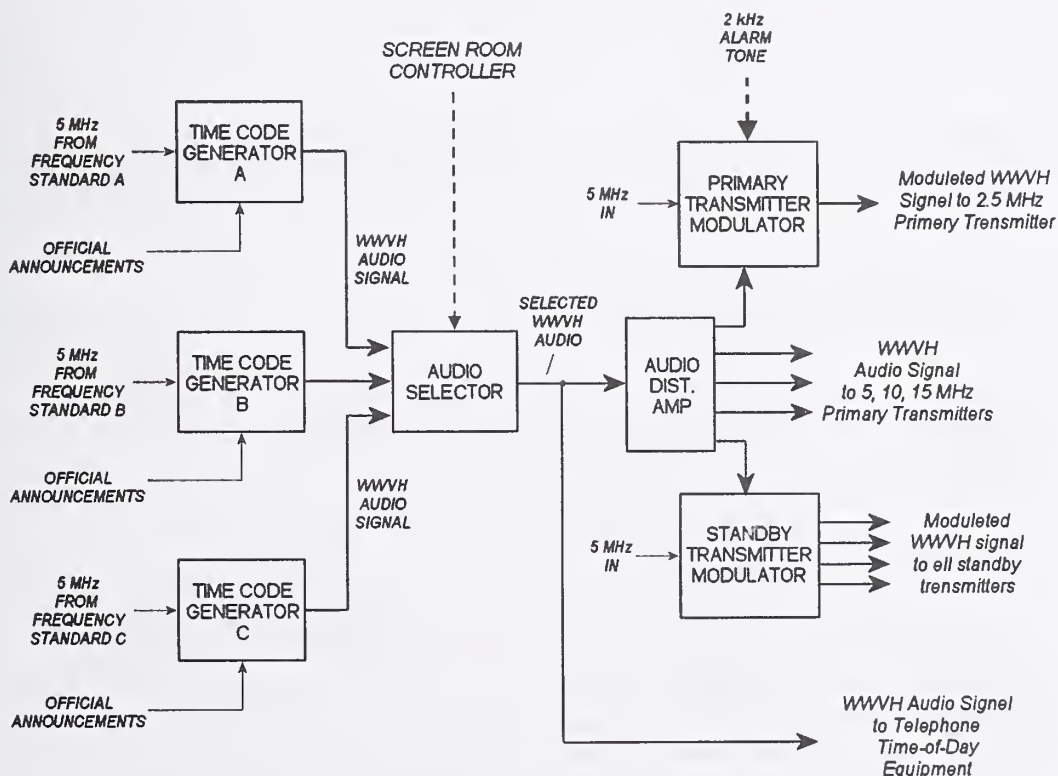 2 kHz
ALARM
TONE
SCREEN ROOM
CONTROLLER
5 MHz
FROM
FREQUENCY
STANDARD A
TIME CODE
GENERATOR
A
OFFICIAL
ANNOUNCEMENTS
WWVH
AUDIO
SIGNAL
5 MHz
IN
PRIMARY
TRANSMITTER
MODULATOR
Moduleted WWVH
Signel to 2.5 MHz
Primary Transmitter
5 MHz
FROM
FREQUENCY
STANDARD B
TIME CODE
GENERATOR
B
OFFICIAL
ANNOUNCEMENTS
AUDIO
SELECTOR
SELECTED
WWVH
AUDIO
AUDIO
DIST.
AMP
WWVH
Audio Signal
to 5, 10, 15 MHz
Primary Transmitters
WWVH
AUDIO
SIGNAL
5 MHz
FROM
FREQUENCY
STANDARD C
TIME CODE
GENERATOR
C
OFFICIAL
ANNOUNCEMENTS
5 MHz
IN
STANDBY
TRANSMITTER
MODULATOR
Moduleted
WWVH signal
to ell standby
transmitters
WWVH Audio Signel
to Telephone
Time-of-Day
Equipment